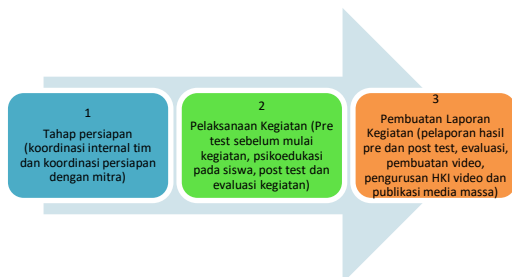 1
Tahap persiapan
(koordinasi internal tim
dan koordinasi persiapan
dengan mitra)
2
Pelaksanaan Kegiatan (Pre
test sebelum mulai
kegiatan, psikoedukasi
pada siswa, post test dan
evaluasi kegiatan)
3
Pembuatan Laporan
Kegiatan (pelaporan hasil
pre dan post test, evaluasi,
pembuatan video,
pengurusan HKI video dan
publikasi media massa)